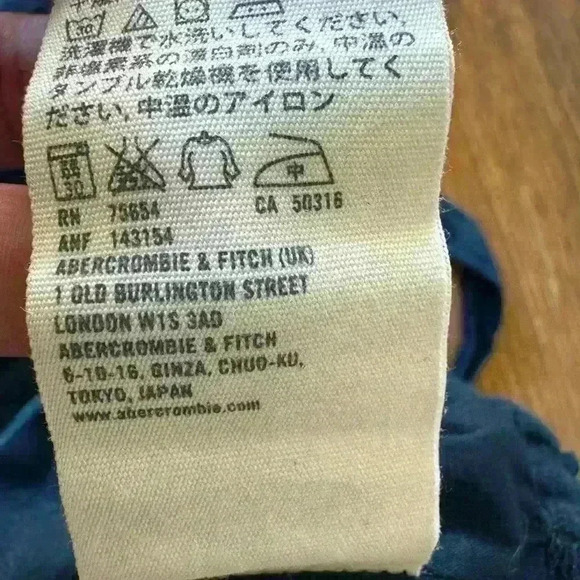 洗濯機で水洗いしてください、
非塩素系の漂白剤のみ、中温の
タンブル乾燥機を使用してく
ださい、中温のアイロン
中
RN 75654 CA 50316
ANF 143154
ABERCROMBIE & FITCH (UK)
1 OLD BURLINGTON STREET
LONDON W1S 3AD
ABERCROMBIE & FITCH
6-10-16, GINZA, CHUO-KU,
TOKYO, JAPAN
www.abercrombie.com